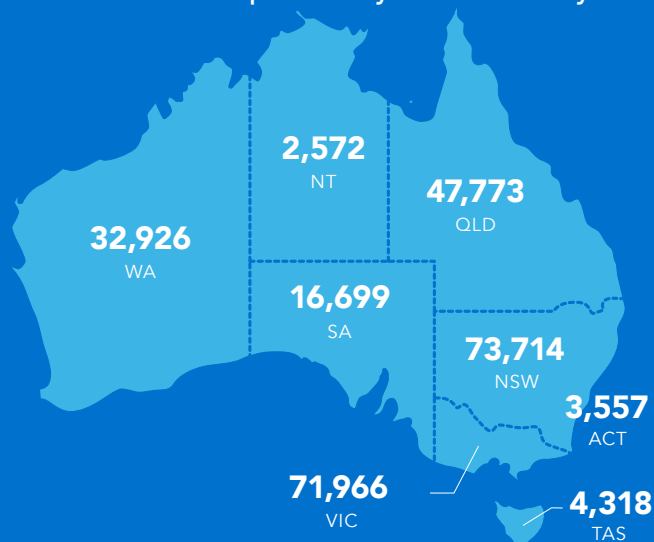 2,572
NT
47,773
QLD
32,926
WA
16,699
SA
73,714
NSW
3,557
ACT
71,966
VIC
4,318
TAS